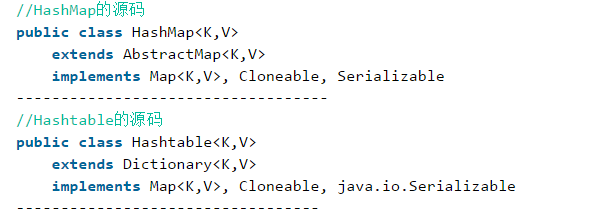 //HashMap的源码
public class HashMap<K,V>
    extends AbstractMap<K,V>
    implements Map<K,V>, Cloneable, Serializable
-----------------------------------
//Hashtable的源码
public class Hashtable<K,V>
    extends Dictionary<K,V>
    implements Map<K,V>, Cloneable, java.io.Serializable
----------------------------------